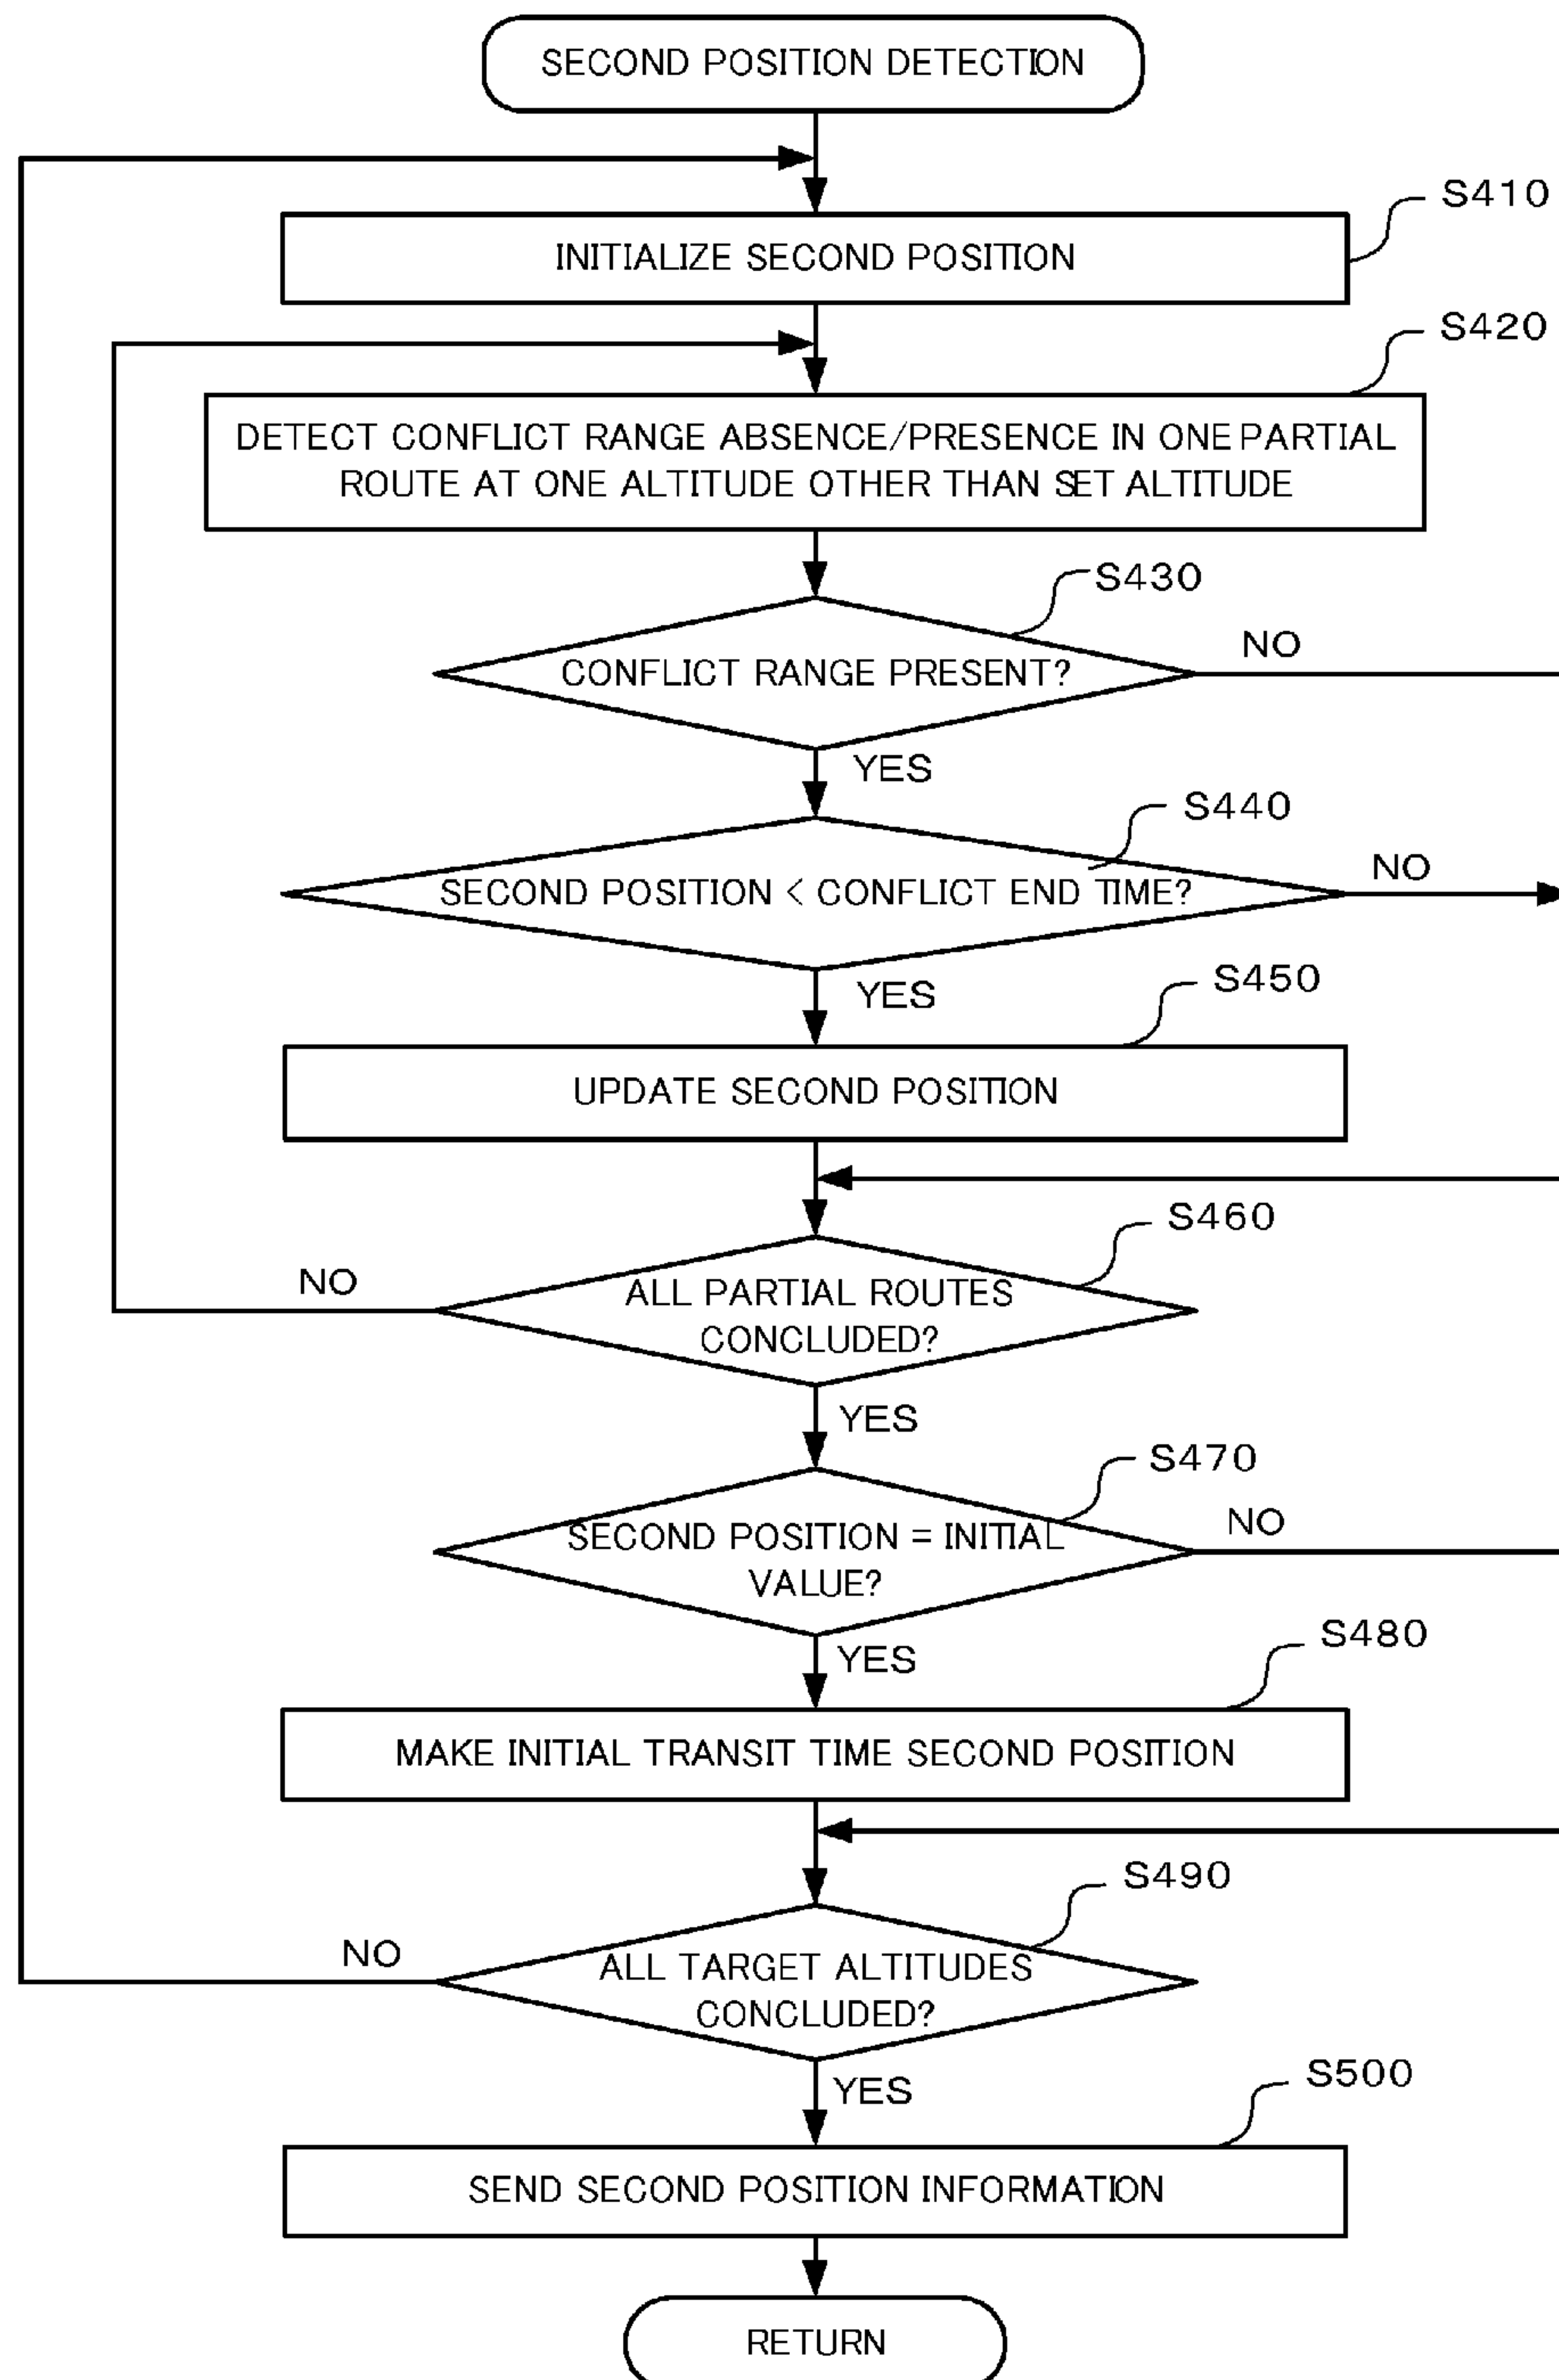 SECOND POSITION DETECTION
S410
INITIALIZE SECOND POSITION
S420
DETECT CONFLICT RANGE ABSENCE/PRESENCE IN ONE PARTIAL
ROUTE AT ONE ALTITUDE OTHER THAN SET ALTITUDE
S430
NO
CONFLICT RANGE PRESENT?
YES
S440
NO
SECOND POSITION < CONFLICT END TIME?
YES
S450
UPDATE SECOND POSITION
S460
NO
ALL PARTIAL ROUTES
CONCLUDED?
YES
S470
NO
SECOND POSITION = INITIAL
VALUE?
YES
S480
MAKE INITIAL TRANSIT TIME SECOND POSITION
S490
NO
ALL TARGET ALTITUDES
CONCLUDED?
YES
S500
SEND SECOND POSITION INFORMATION
RETURN